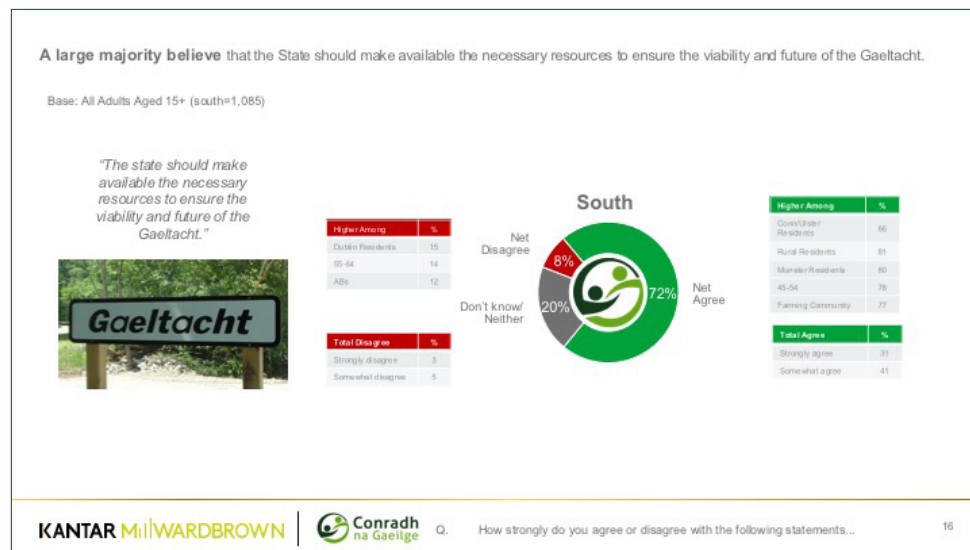 A large majority believe that the State should make available the necessary resources to ensure the viability and future of the Gaeltacht.
Base: All Adults Aged 15+ (south=1,085)
“The state should make
available the necessary
resources to ensure the
viability and future of the
Gaeltacht.”
Gaeltacht
Higher Among %
Dublin Residents 15
55-64 14
ABs 12
Total Disagree %
Strongly disagree 3
Somewhat disagree 5
South
Net
Disagree
8%
Don't know/
Neither
20%
72%
Net
Agree
Higher Among %
Conn/Ulster
Residents
Rural Residents 81
Munster Residents 80
45-54 78
Farming Community 77
Total Agree %
Strongly agree 31
Somewhat agree 41
KANTAR MillWARDBROWN
Conradh
na Gaeilge
Q. How strongly do you agree or disagree with the following statements...
16